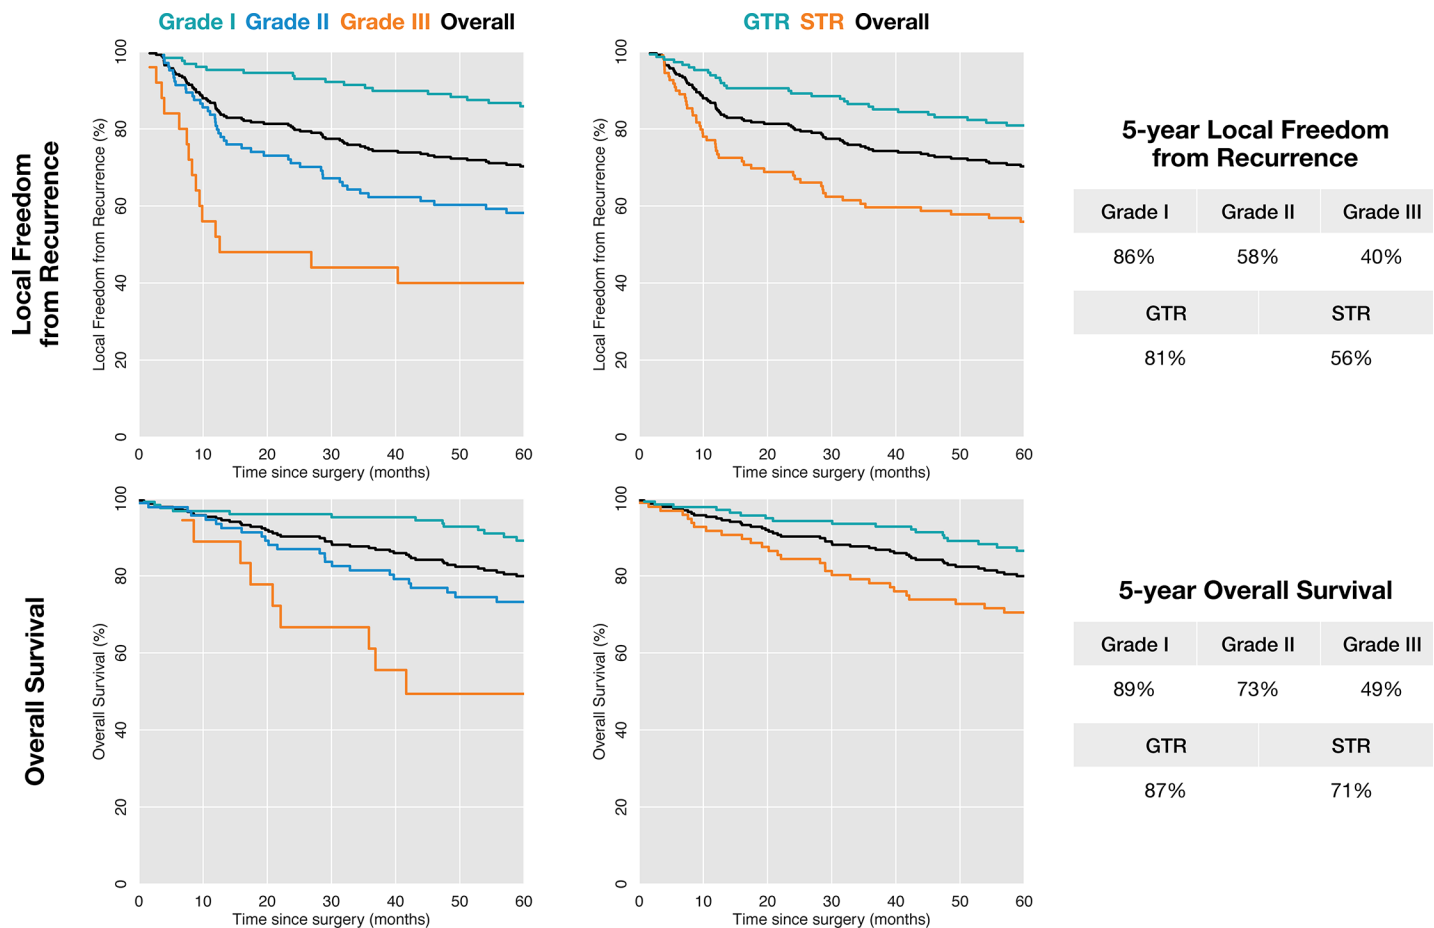 Grade I Grade II Grade III Overall
GTR STR Overall
Local Freedom
from Recurrence
Local Freedom from Recurrence (%)
0 20 40 60 80 100
0 10 20 30 40 50 60
Time since surgery (months)
Local Freedom from Recurrence (%)
0 20 40 60 80 100
0 10 20 30 40 50 60
Time since surgery (months)
5-year Local Freedom
from Recurrence
Grade I Grade II Grade III
86% 58% 40%
GTR STR
81% 56%
Overall Survival
Overall Survival (%)
0 20 40 60 80 100
0 10 20 30 40 50 60
Time since surgery (months)
Overall Survival (%)
0 20 40 60 80 100
0 10 20 30 40 50 60
Time since surgery (months)
5-year Overall Survival
Grade I Grade II Grade III
89% 73% 49%
GTR STR
87% 71%